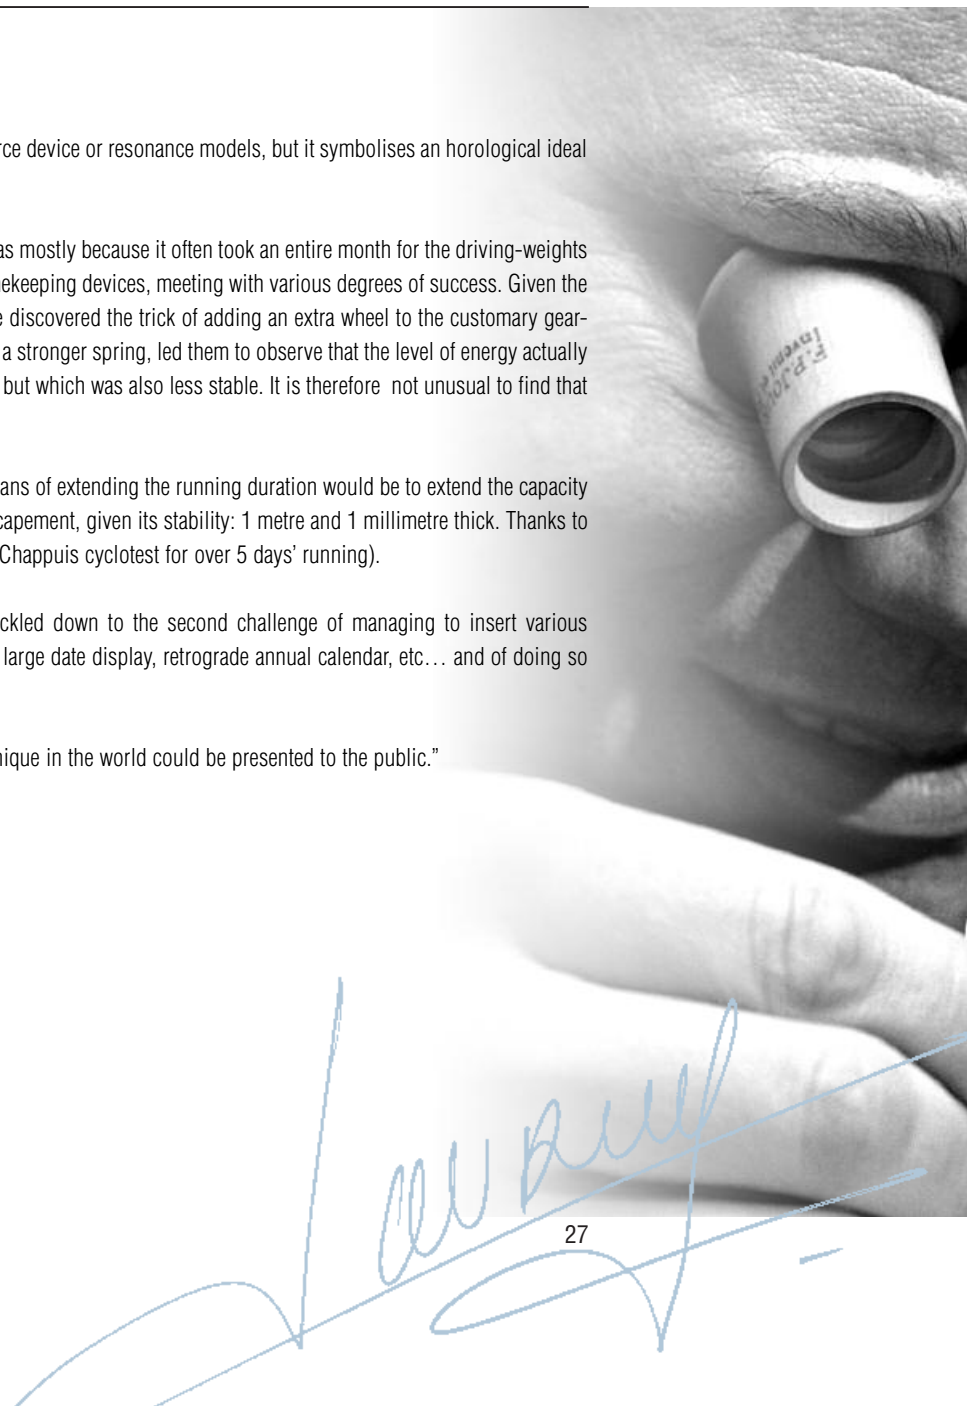 rce device or resonance models, but it symbolises an horological ideal
as mostly because it often took an entire month for the driving-weights
nekeeping devices, meeting with various degrees of success. Given the
e discovered the trick of adding an extra wheel to the customary gear-
a stronger spring, led them to observe that the level of energy actually
but which was also less stable. It is therefore not unusual to find that
ans of extending the running duration would be to extend the capacity
capement, given its stability: 1 metre and 1 millimetre thick. Thanks to
Chappuis cyclotest for over 5 days’ running).
ckled down to the second challenge of managing to insert various
large date display, retrograde annual calendar, etc… and of doing so
nique in the world could be presented to the public.”
27